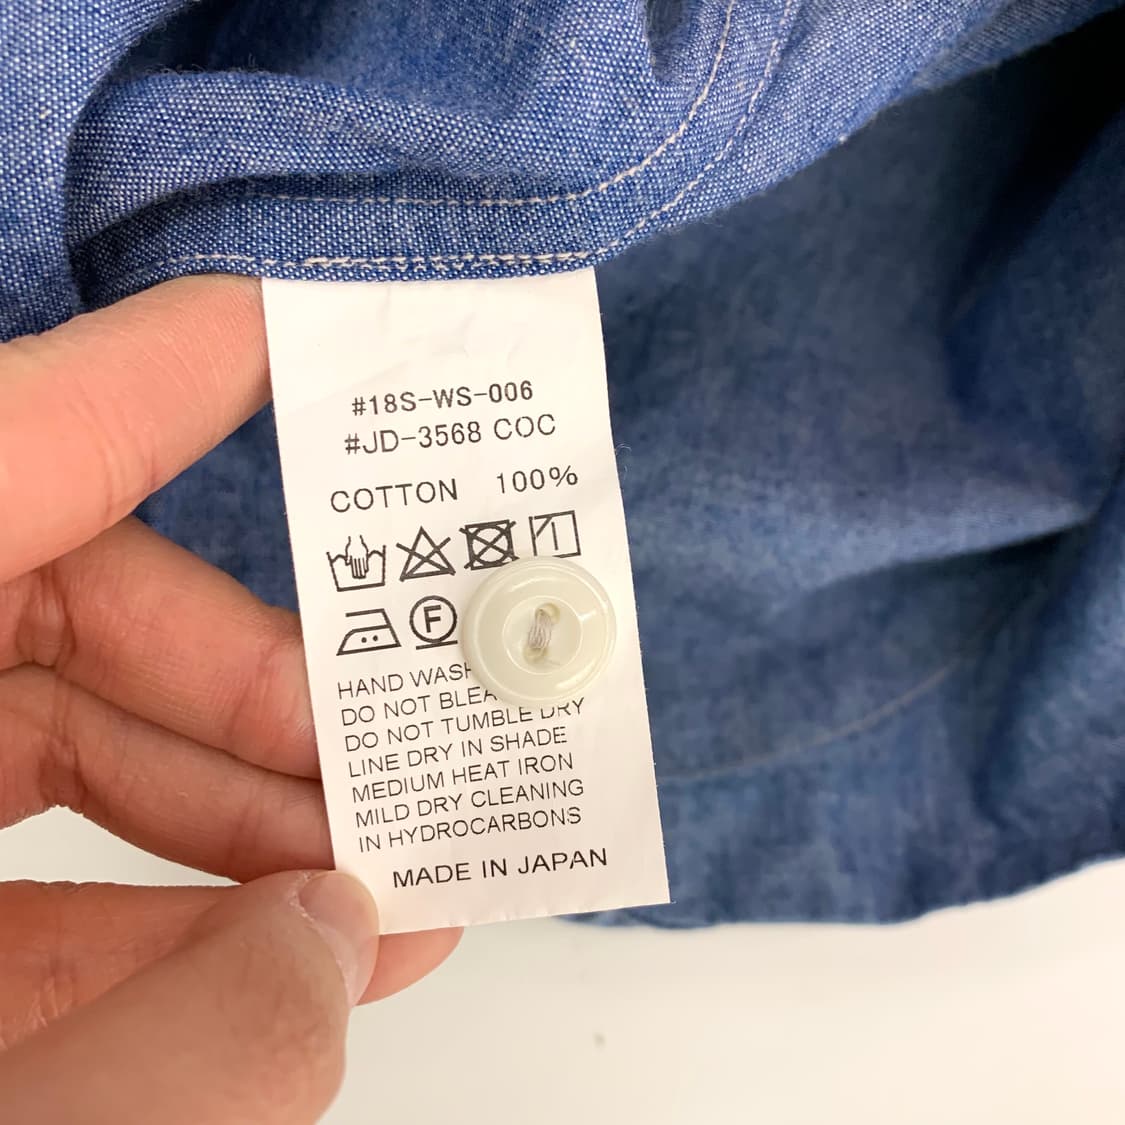 #18S-WS-006
#JD-3568 COC
COTTON 100%
F
HAND WASH
DO NOT BLEA
DO NOT TUMBLE DRY
LINE DRY IN SHADE
MEDIUM HEAT IRON
MILD DRY CLEANING
IN HYDROCARBONS
MADE IN JAPAN